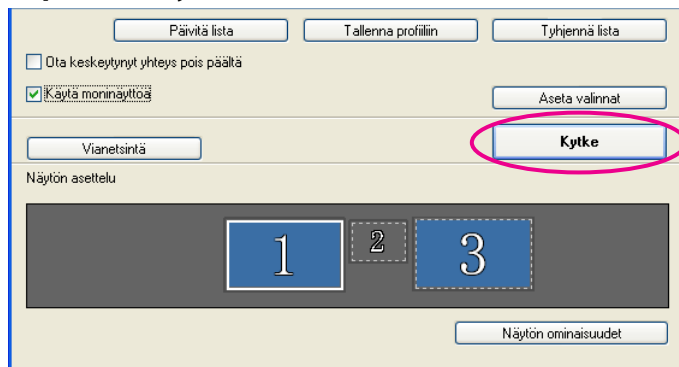 Päivitä lista Tallenna profiiliin Tyhjennä lista
Ota keskeytynyt yhteys pois päältä
Käytä moninäyttöä Aseta valinnat
Vianetsintä Kytke
Näytön asettelu
1 2 3
Näytön ominaisuudet